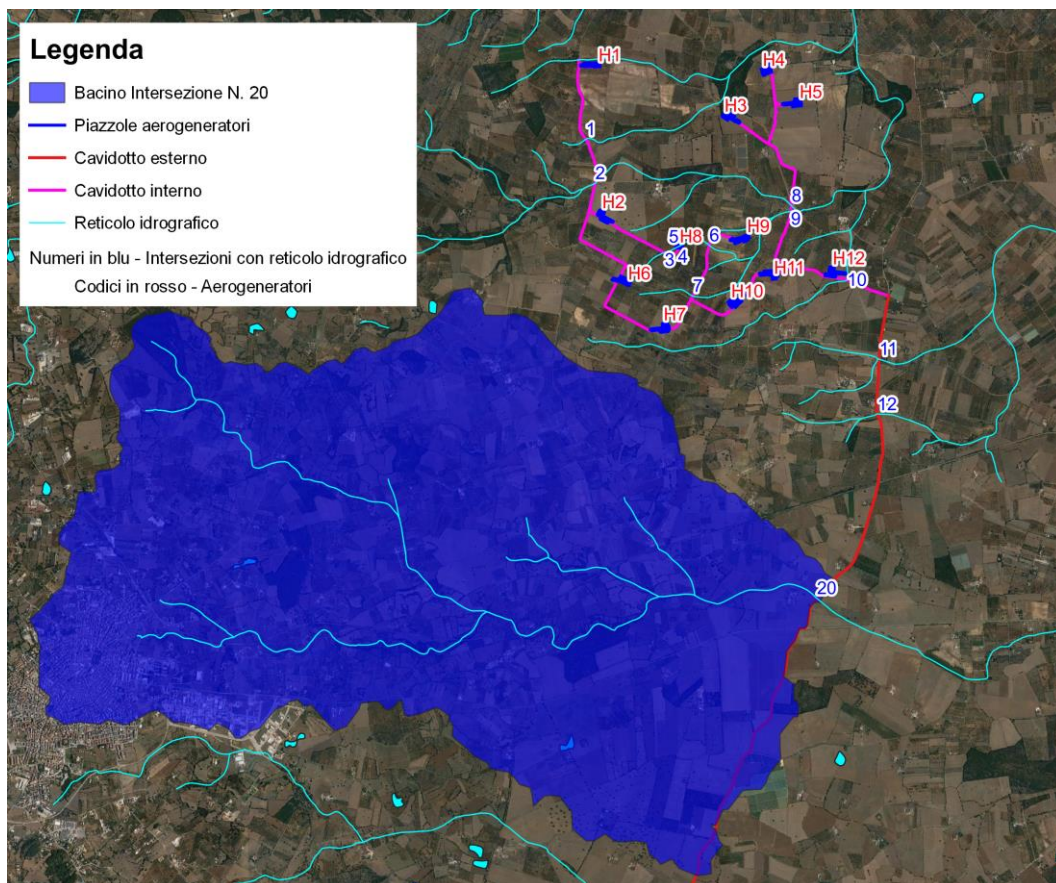 Legenda
Bacino Intersezione N. 20
Piazzole aerogeneratori
Cavidotto esterno
Cavidotto interno
Reticolo idrografico
Numeri in blu - Intersezioni con reticolo idrografico
Codici in rosso - Aerogeneratori
H1
H4
H5
H3
1
2
8
H2
9
5
H8
6
H9
3
4
H6
7
H11
H12
10
H10
H7
11
12
20